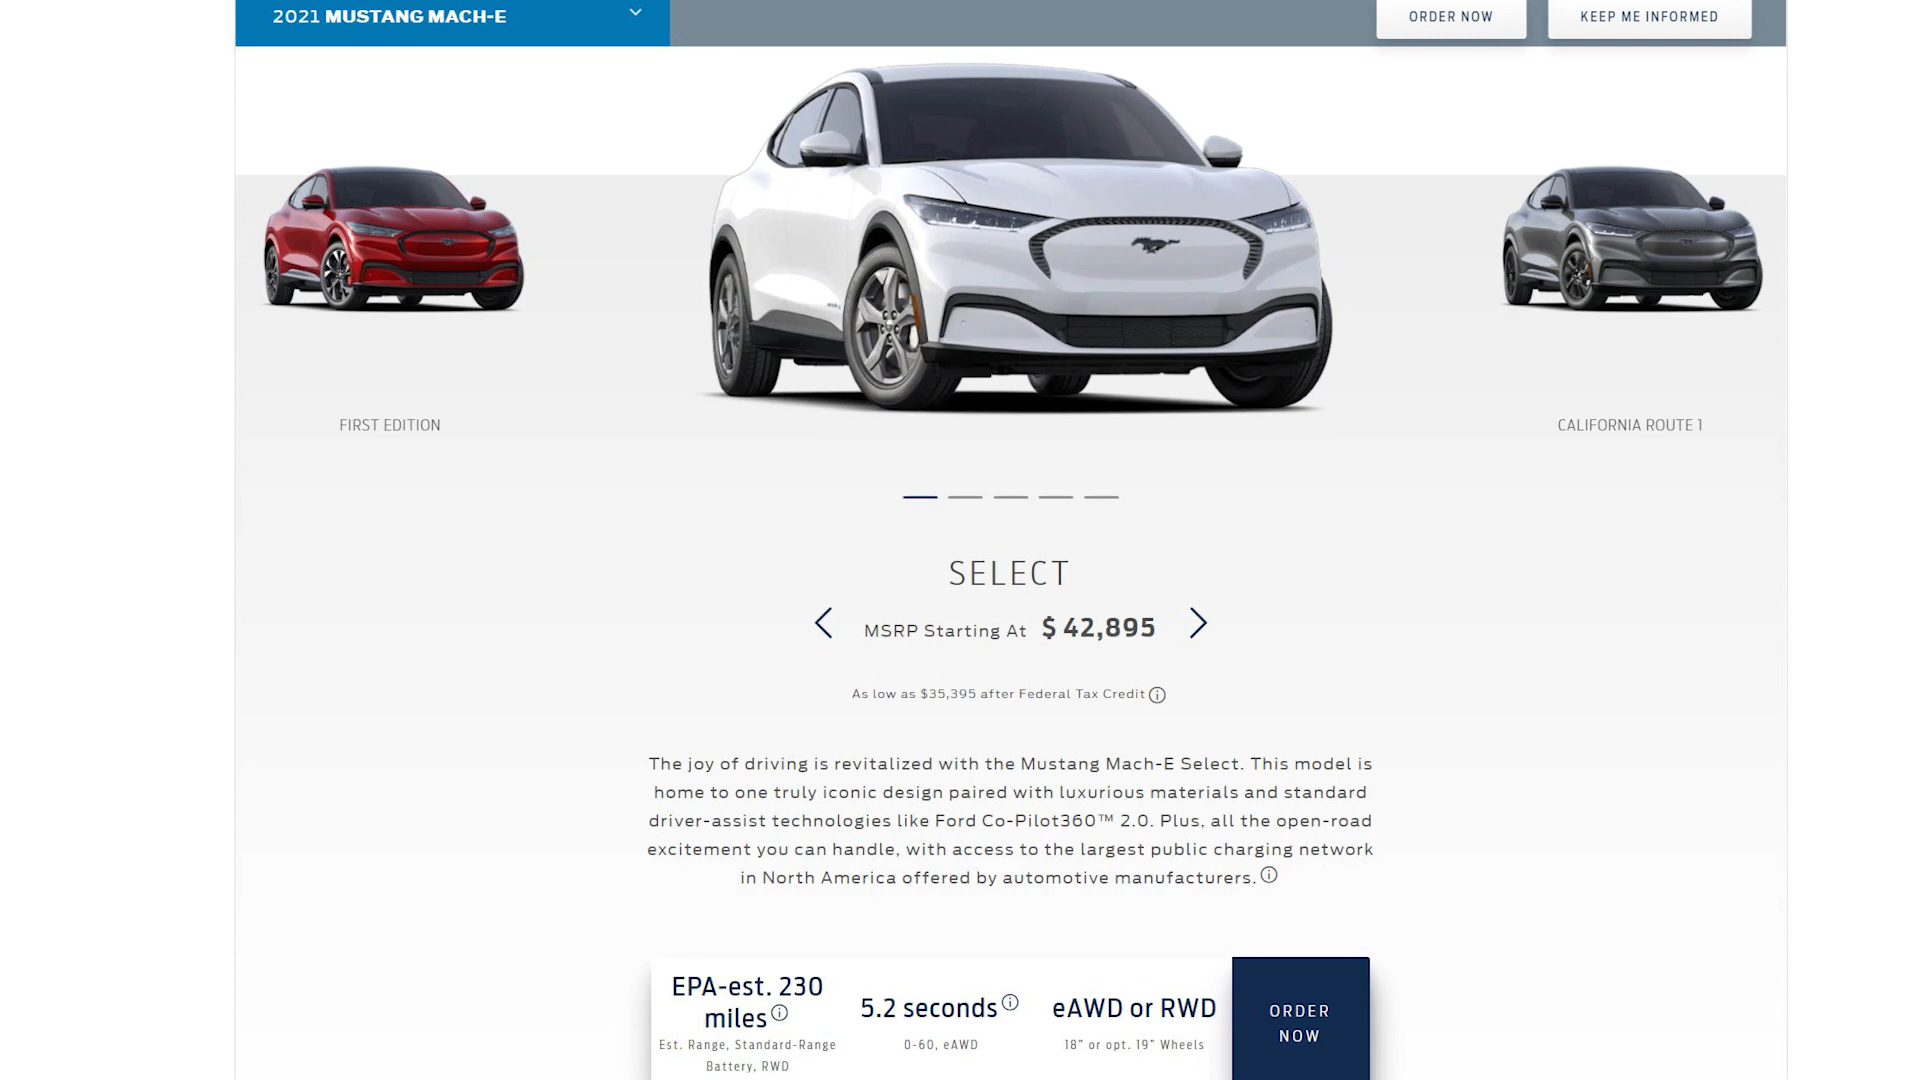 2021 MUSTANG MACH-E
ORDER NOW
KEEP ME INFORMED
FIRST EDITION
CALIFORNIA ROUTE 1
SELECT
MSRP Starting At $ 42,895
As low as $35,395 after Federal Tax Credit
The joy of driving is revitalized with the Mustang Mach-E Select. This model is
home to one truly iconic design paired with luxurious materials and standard
driver-assist technologies like Ford Co-Pilot360™ 2.0. Plus, all the open-road
excitement you can handle, with access to the largest public charging network
in North America offered by automotive manufacturers.
EPA-est. 230
miles
Est. Range, Standard-Range
Battery, RWD
5.2 seconds
0-60, eAWD
eAWD or RWD
18" or opt. 19" Wheels
ORDER
NOW